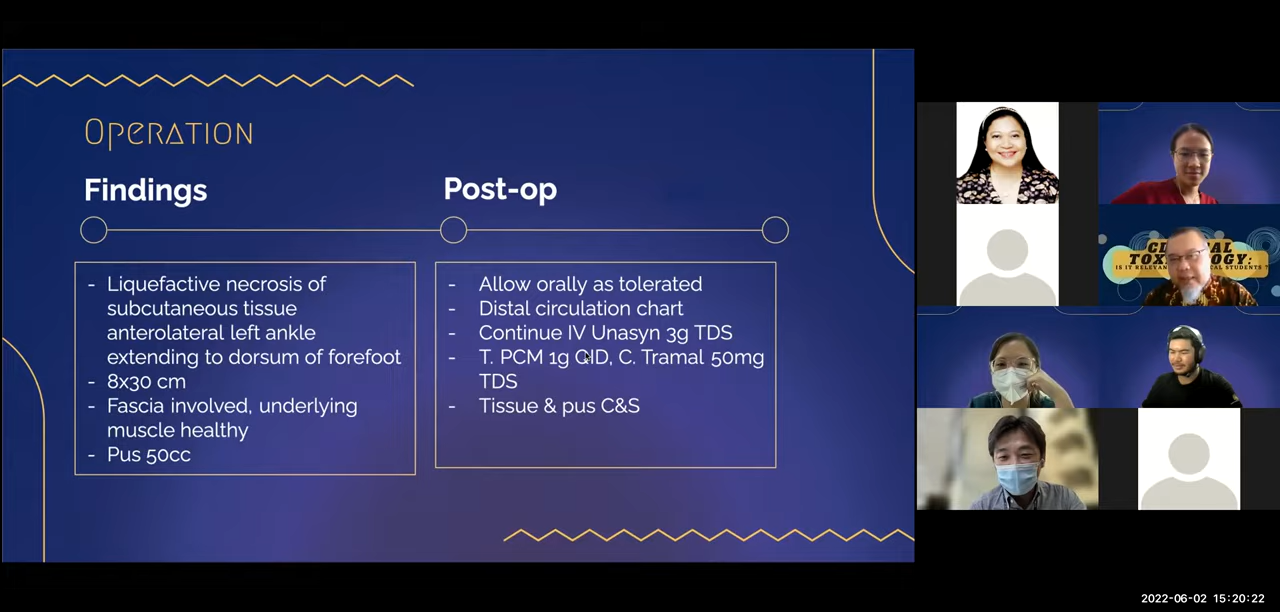 OPERATION
Findings
Post-op
- Liquefactive necrosis of
subcutaneous tissue
anterolateral left ankle
extending to dorsum of forefoot
- 8x30 cm
- Fascia involved, underlying
muscle healthy
- Pus 50cc
- Allow orally as tolerated
- Distal circulation chart
- Continue IV Unasyn 3g TDS
- T. PCM 1g QID, C. Tramal 50mg
TDS
- Tissue & pus C&S
2022-06-02 15:20:22